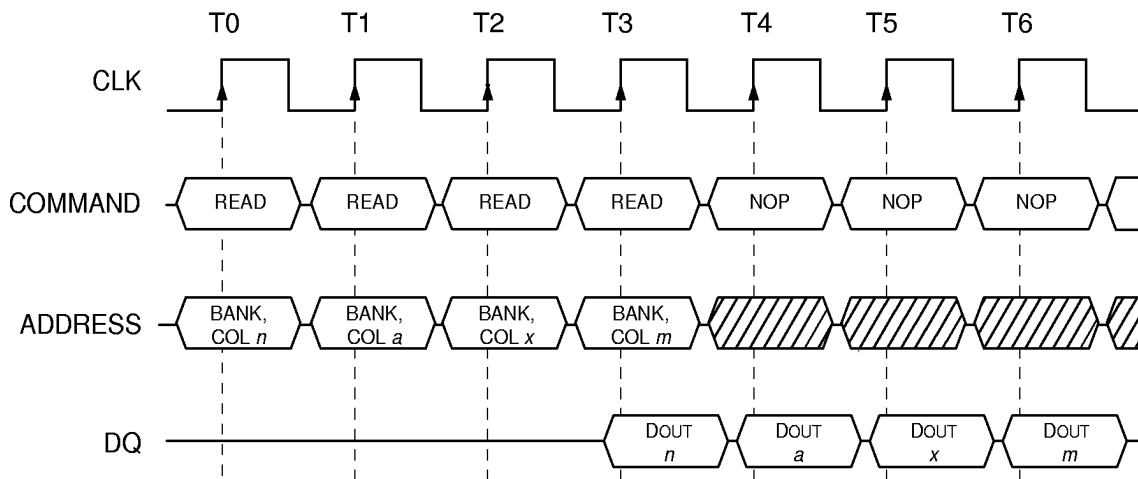 T0 T1 T2 T3 T4 T5 T6
CLK
COMMAND READ READ READ READ NOP NOP NOP
BANK, BANK, BANK, BANK,
ADDRESS
COL n COL a COL x COL m
DOUT DOUT DOUT DOUT
DQ
n a x m